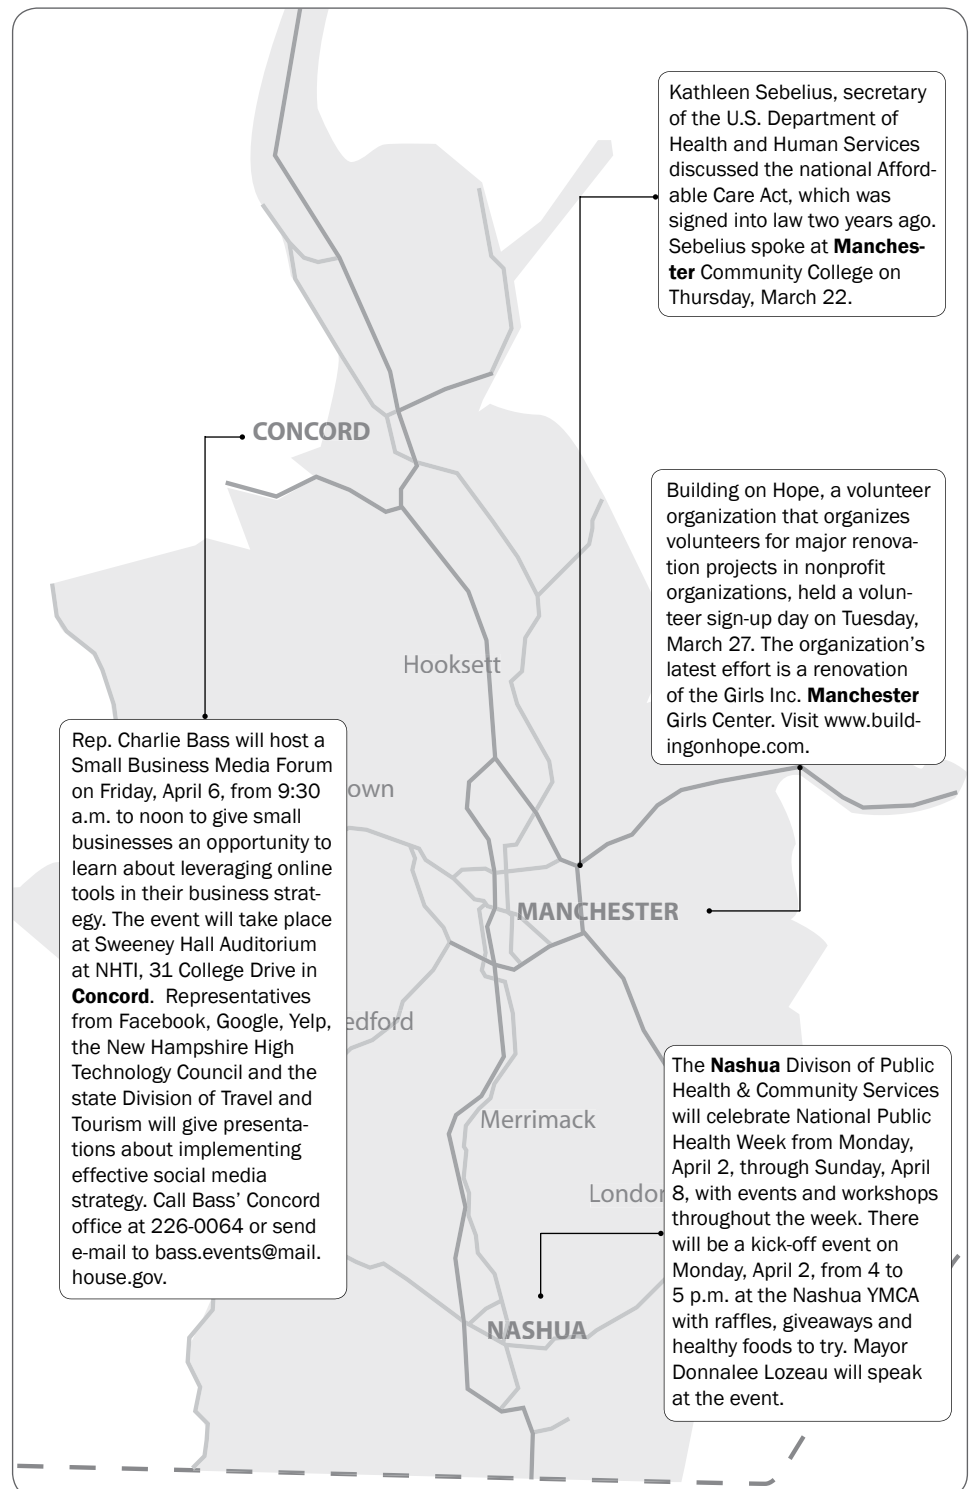 Kathleen Sebelius, secretary
of the U.S. Department of
Health and Human Services
discussed the national Afford-
able Care Act, which was
signed into law two years ago.
Sebelius spoke at Manches-
ter Community College on
Thursday, March 22.
CONCORD
Building on Hope, a volunteer
organization that organizes
volunteers for major renova-
tion projects in nonprofit
organizations, held a volun-
teer sign-up day on Tuesday,
March 27. The organization's
latest effort is a renovation
of the Girls Inc. Manchester
Girls Center. Visit www.build-
ingonhope.com.
Hooksett
Rep. Charlie Bass will host a
Small Business Media Forum
on Friday, April 6, from 9:30
a.m. to noon to give small
businesses an opportunity to
learn about leveraging online
tools in their business strat-
egy. The event will take place
at Sweeney Hall Auditorium
at NHTI, 31 College Drive in
Concord.  Representatives
from Facebook, Google, Yelp,
the New Hampshire High
Technology Council and the
state Division of Travel and
Tourism will give presenta-
tions about implementing
effective social media
strategy. Call Bass' Concord
office at 226-0064 or send
e-mail to bass.events@mail.
house.gov.
own
MANCHESTER
edford
Merrimack
London
The Nashua Divison of Public
Health & Community Services
will celebrate National Public
Health Week from Monday,
April 2, through Sunday, April
8, with events and workshops
throughout the week. There
will be a kick-off event on
Monday, April 2, from 4 to
5 p.m. at the Nashua YMCA
with raffles, giveaways and
healthy foods to try. Mayor
Donnalee Lozeau will speak
at the event.
NASHUA